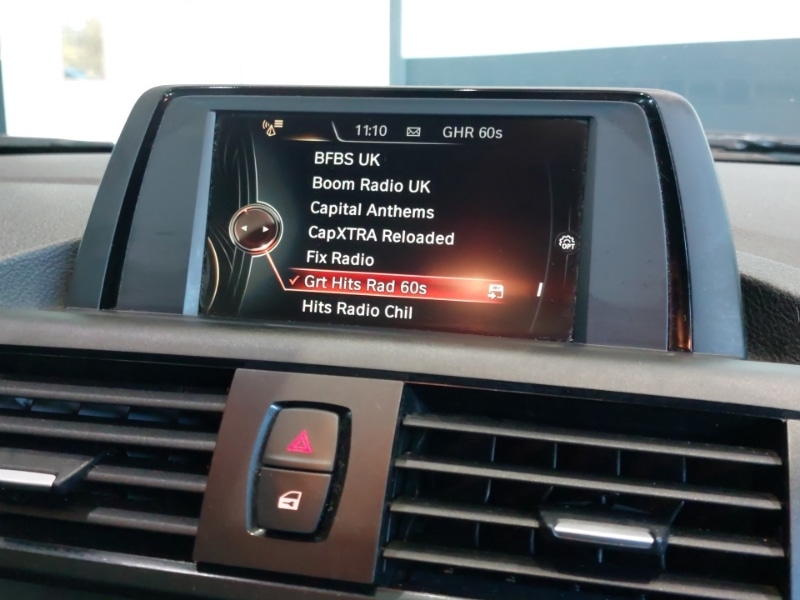 11:10 GHR 60s
BFBS UK
Boom Radio UK
Capital Anthems
CapXTRA Reloaded
OPT
Fix Radio
Grt Hits Rad 60s
Hits Radio Chil